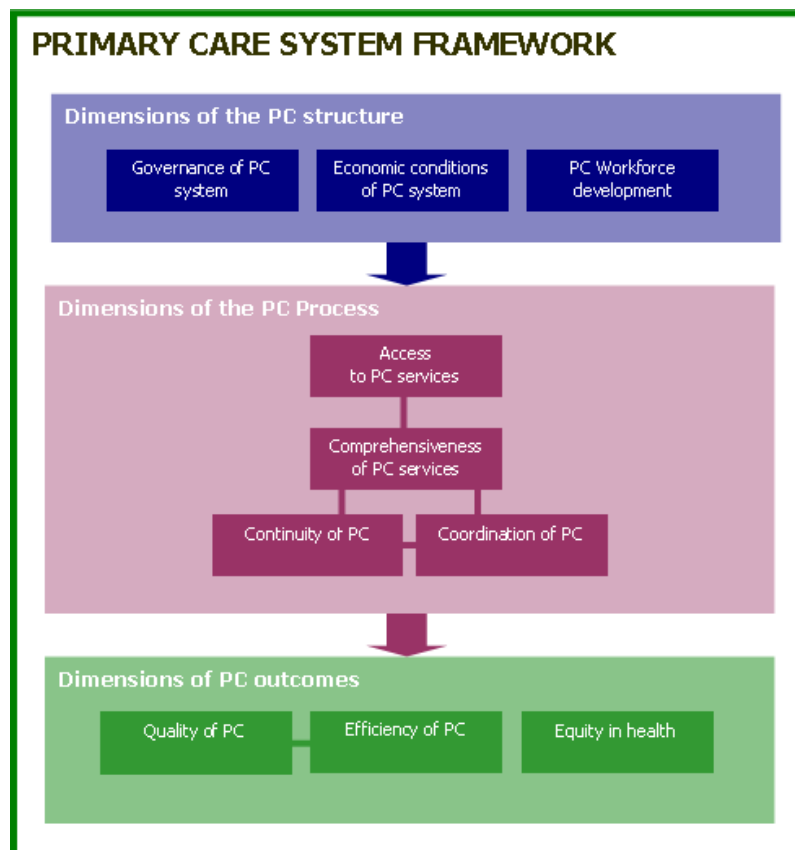 PRIMARY CARE SYSTEM FRAMEWORK
Dimensions of the PC structure
Governance of PC
system
Economic conditions
of PC system
PC Workforce
development
Dimensions of the PC Process
Access
to PC services
Comprehensiveness
of PC services
Continuity of PC
Coordination of PC
Dimensions of PC outcomes
Quality of PC
Efficiency of PC
Equity in health